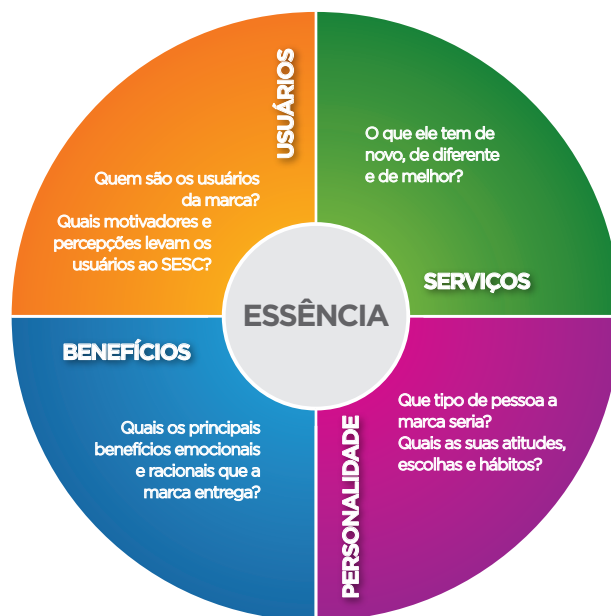 USUÁRIOS
Quem são os usuários
da marca?
Quais motivadores e
percepções levam os
usuários ao SESC?
O que ele tem de
novo, de diferente
e de melhor?
SERVIÇOS
ESSÊNCIA
BENEFÍCIOS
Quais os principais
benefícios emocionais
e racionais que a
marca entrega?
PERSONALIDADE
Que tipo de pessoa a
marca seria?
Quais as suas atitudes,
escolhas e hábitos?